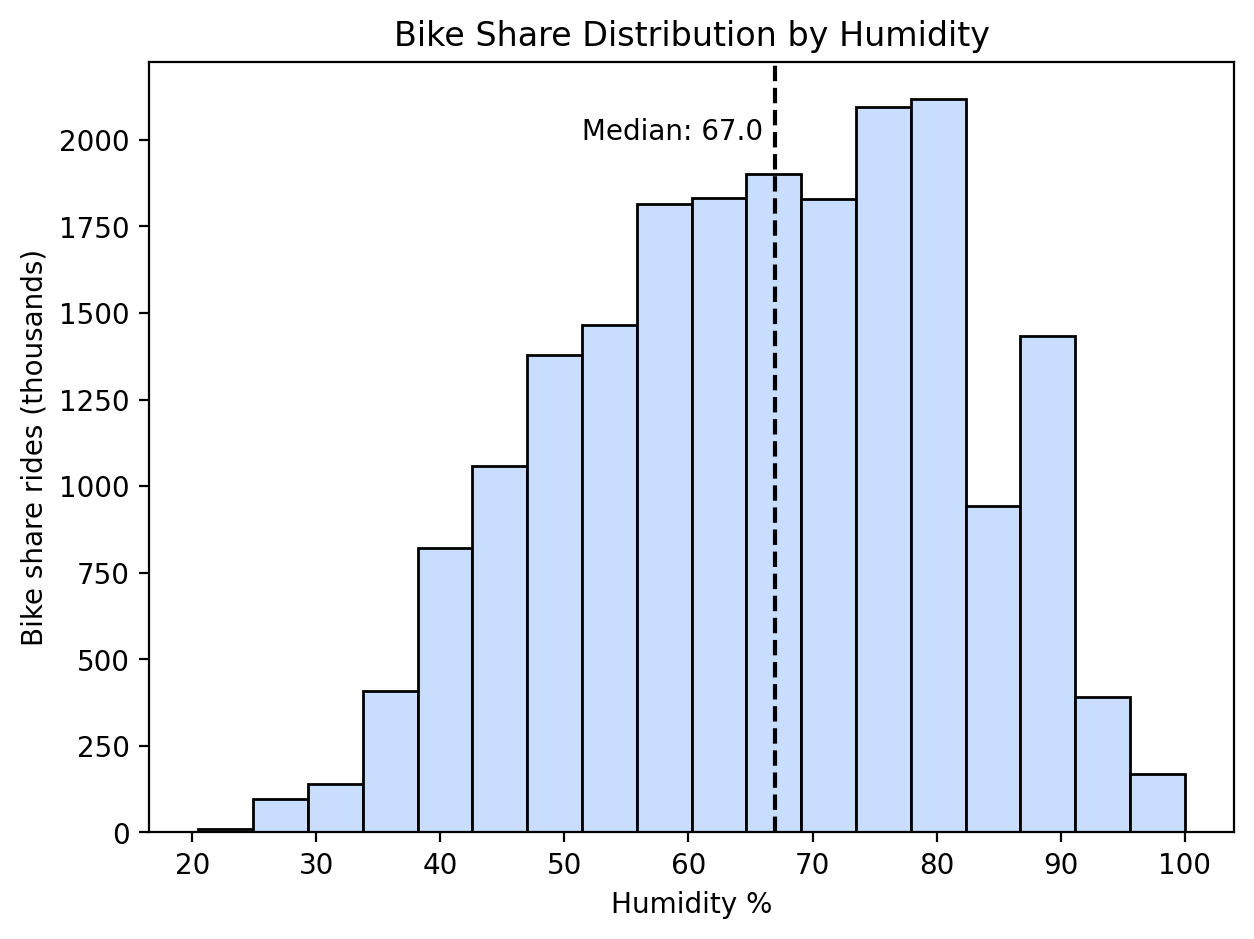 Bike Share Distribution by Humidity
Median: 67.0
2000
1750
1500
1250
1000
750
500
250
0
Bike share rides (thousands)
20 30 40 50 60 70 80 90 100
Humidity %